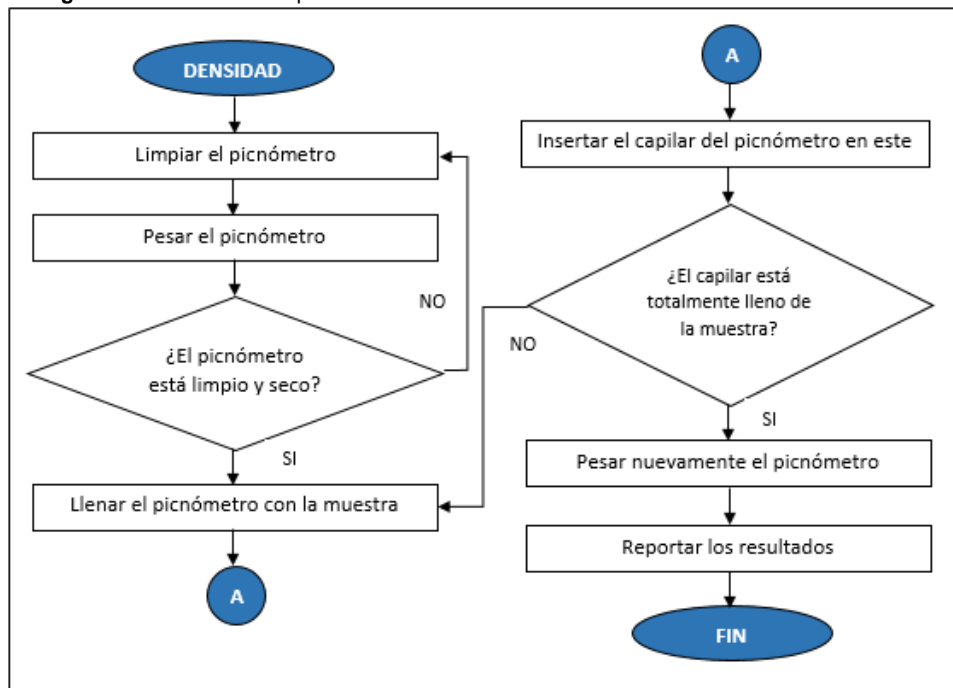 DENSIDAD
Limpiar el picnómetro
Pesar el picnómetro
NO
¿El picnómetro
está limpio y seco?
SI
Llenar el picnómetro con la muestra
A
A
Insertar el capilar del picnómetro en este
¿El capilar está
totalmente lleno de
la muestra?
NO
SI
Pesar nuevamente el picnómetro
Reportar los resultados
FIN